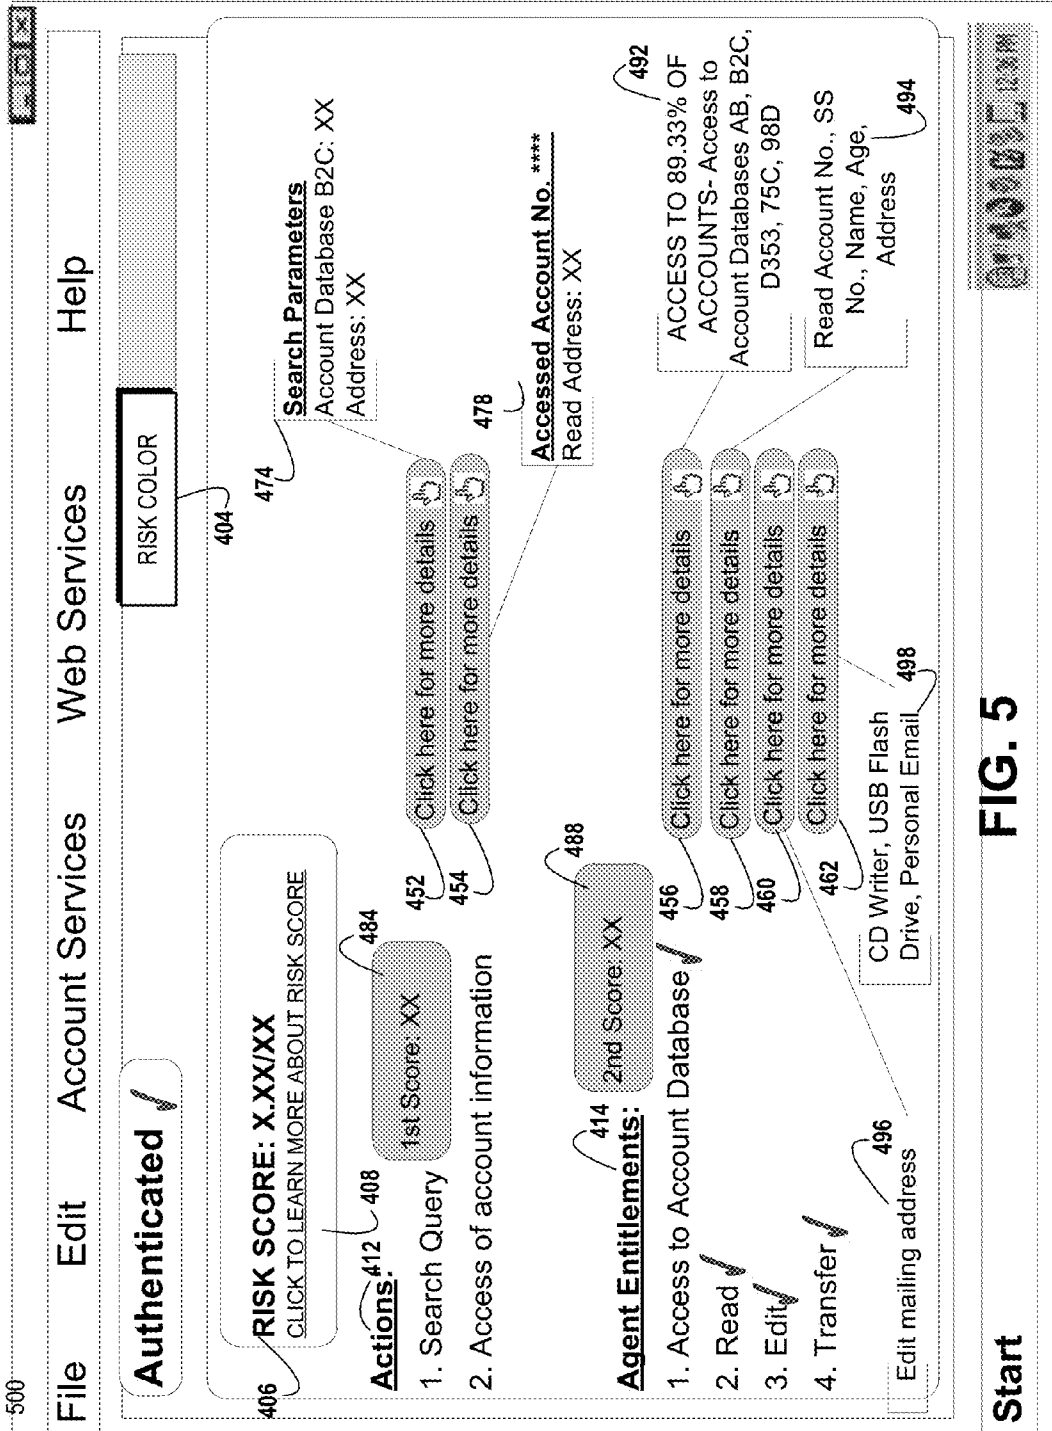 500
File Edit Account Services Web Services Help
Authenticated
RISK COLOR
404
406
RISK SCORE: X.XX/XX
CLICK TO LEARN MORE ABOUT RISK SCORE
408
412
Actions:
484
1st Score: XX
1. Search Query
2. Access of account information
452
Click here for more details
454
Click here for more details
474
Search Parameters
Account Database B2C: XX
Address: XX
478
Accessed Account No. ****
Read Address: XX
414
Agent Entitlements:
488
2nd Score: XX
1. Access to Account Database
2. Read
3. Edit
4. Transfer
456
Click here for more details
458
Click here for more details
460
Click here for more details
462
Click here for more details
492
ACCESS TO 89.33% OF
ACCOUNTS- Access to
Account Databases AB, B2C,
D353, 75C, 98D
494
Read Account No., SS
No., Name, Age,
Address
496
Edit mailing address
498
CD Writer, USB Flash
Drive, Personal Email
Start
FIG. 5